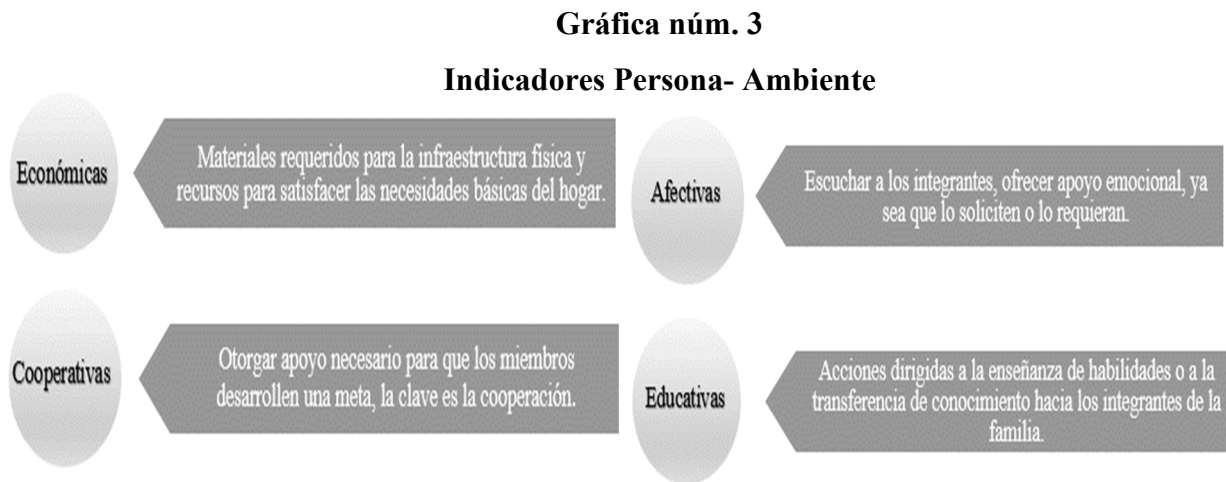 Gráfica núm. 3
Indicadores Persona- Ambiente
Económicas
Materiales requeridos para la infraestructura física y
recursos para satisfacer las necesidades básicas del hogar.
Afectivas
Escuchar a los integrantes, ofrecer apoyo emocional, ya
sea que lo soliciten o lo requieran.
Cooperativas
Otorgar apoyo necesario para que los miembros
desarrollen una meta, la clave es la cooperación.
Educativas
Acciones dirigidas a la enseñanza de habilidades o a la
transferencia de conocimiento hacia los integrantes de la
familia.